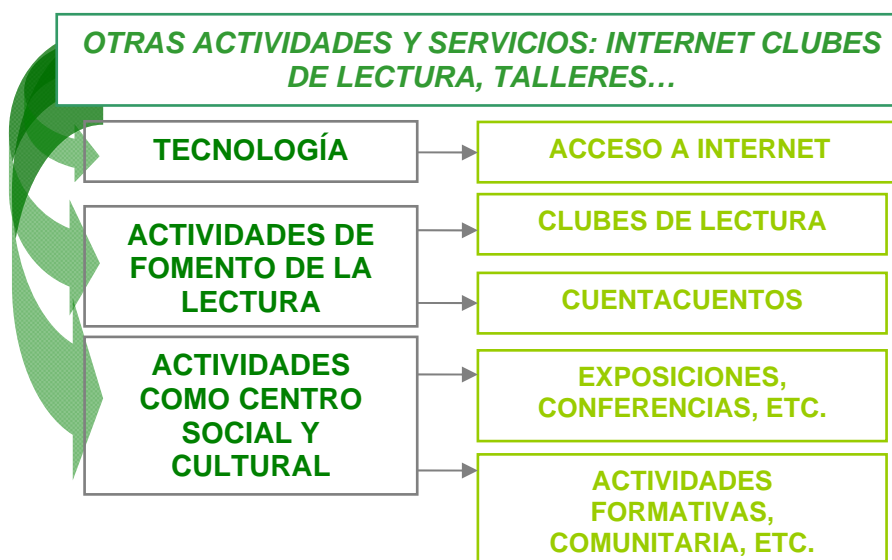 OTRAS ACTIVIDADES Y SERVICIOS: INTERNET CLUBES
DE LECTURA, TALLERES…
TECNOLOGÍA
ACCESO A INTERNET
ACTIVIDADES DE
FOMENTO DE LA
LECTURA
CLUBES DE LECTURA
CUENTACUENTOS
ACTIVIDADES
COMO CENTRO
SOCIAL Y
CULTURAL
EXPOSICIONES,
CONFERENCIAS, ETC.
ACTIVIDADES
FORMATIVAS,
COMUNITARIA, ETC.